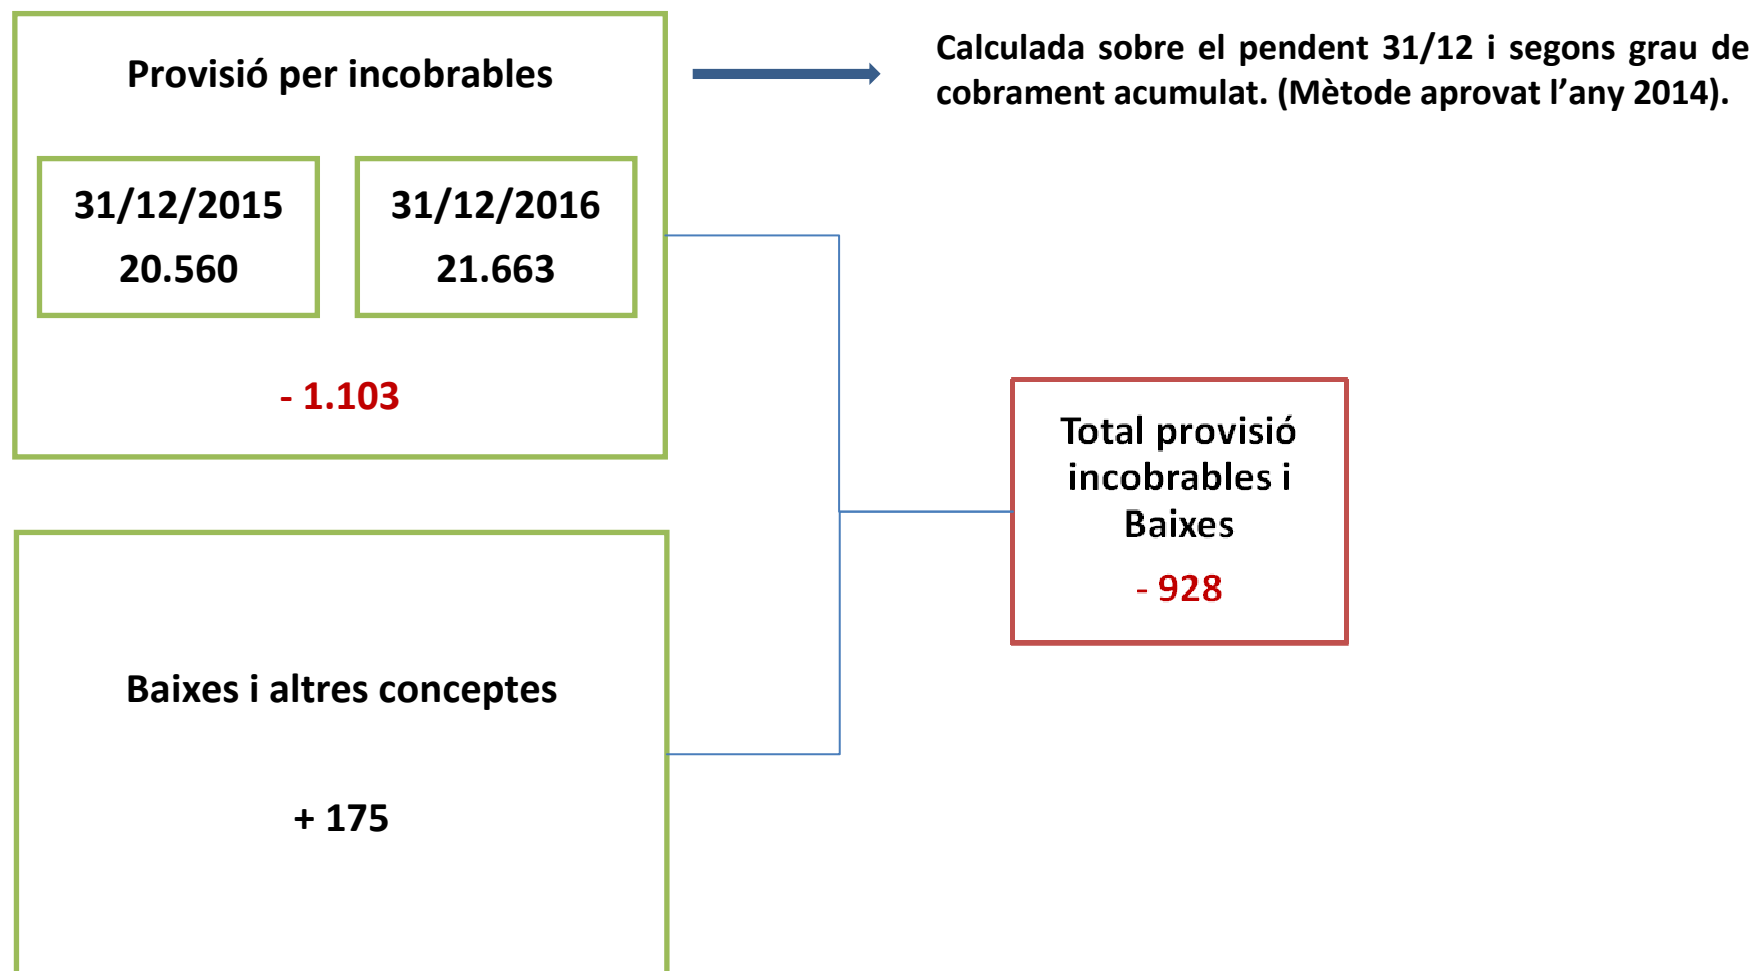 Provisió per incobrables
Calculada sobre el pendent 31/12 i segons grau de
cobrament acumulat. (Mètode aprovat l’any 2014).
31/12/2015
20.560
31/12/2016
21.663
- 1.103
Total provisió
incobrables i
Baixes
- 928
Baixes i altres conceptes
+ 175